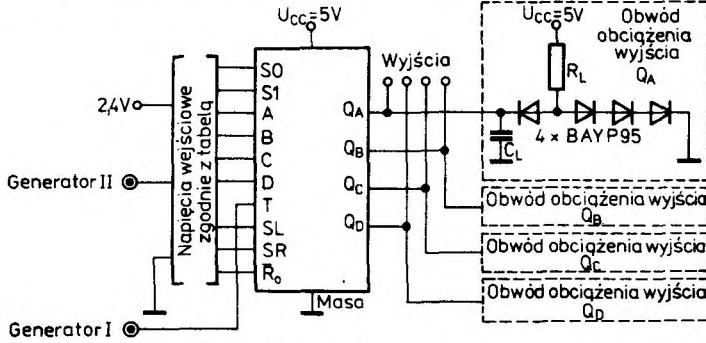 U_CC=5V
U_CC=5V
Obwód
obciążenia
wyjścia
Q_A
Wyjścia
R_L
C_L
4 × BAYP95
2,4V
Generator II
Generator I
Napięcia wejściowe
zgodnie z tabelą
S0
S1
A
B
C
D
T
SL
SR
R̅₀
Q_A
Q_B
Q_C
Q_D
Masa
Obwód obciążenia wyjścia
Q_B
Obwód obciążenia wyjścia
Q_C
Obwód obciążenia wyjścia
Q_D